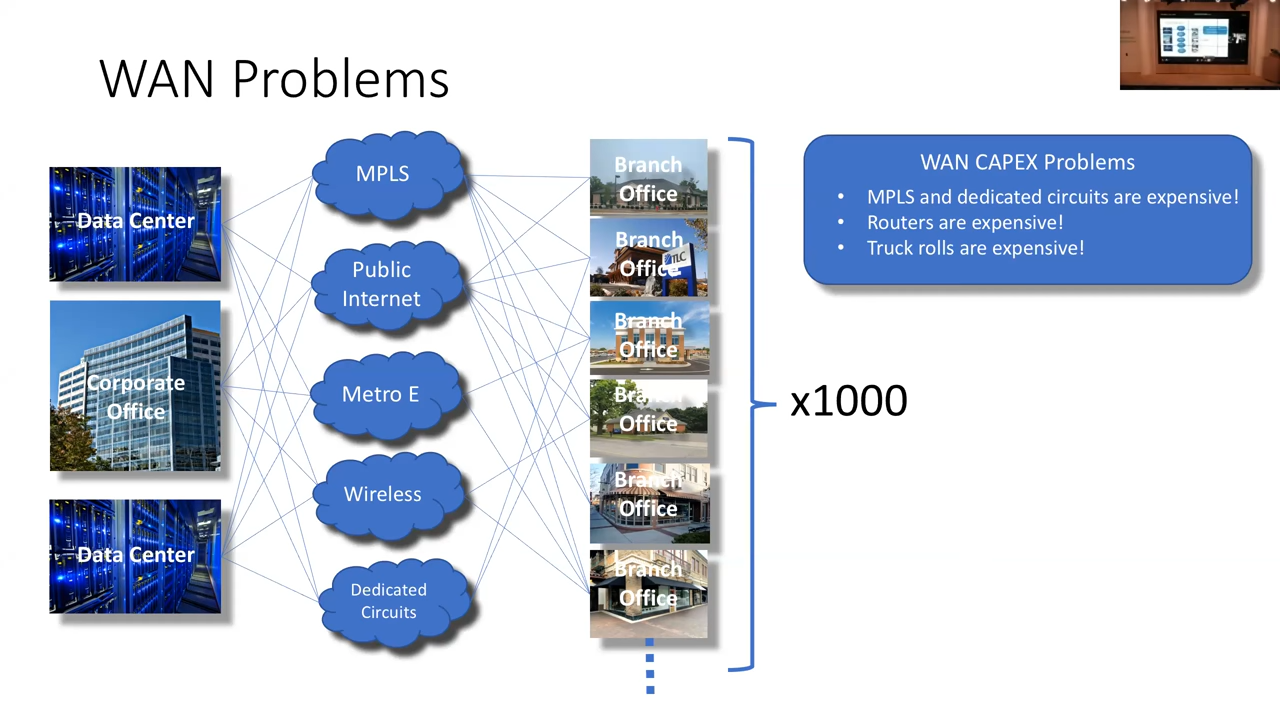 WAN Problems
Data Center
Corporate
Office
Data Center
MPLS
Public
Internet
Metro E
Wireless
Dedicated
Circuits
Branch
Office
Branch
Office
TLC
Branch
Office
Branch
Office
Branch
Office
Branch
Office
x1000
WAN CAPEX Problems
• MPLS and dedicated circuits are expensive!
• Routers are expensive!
• Truck rolls are expensive!